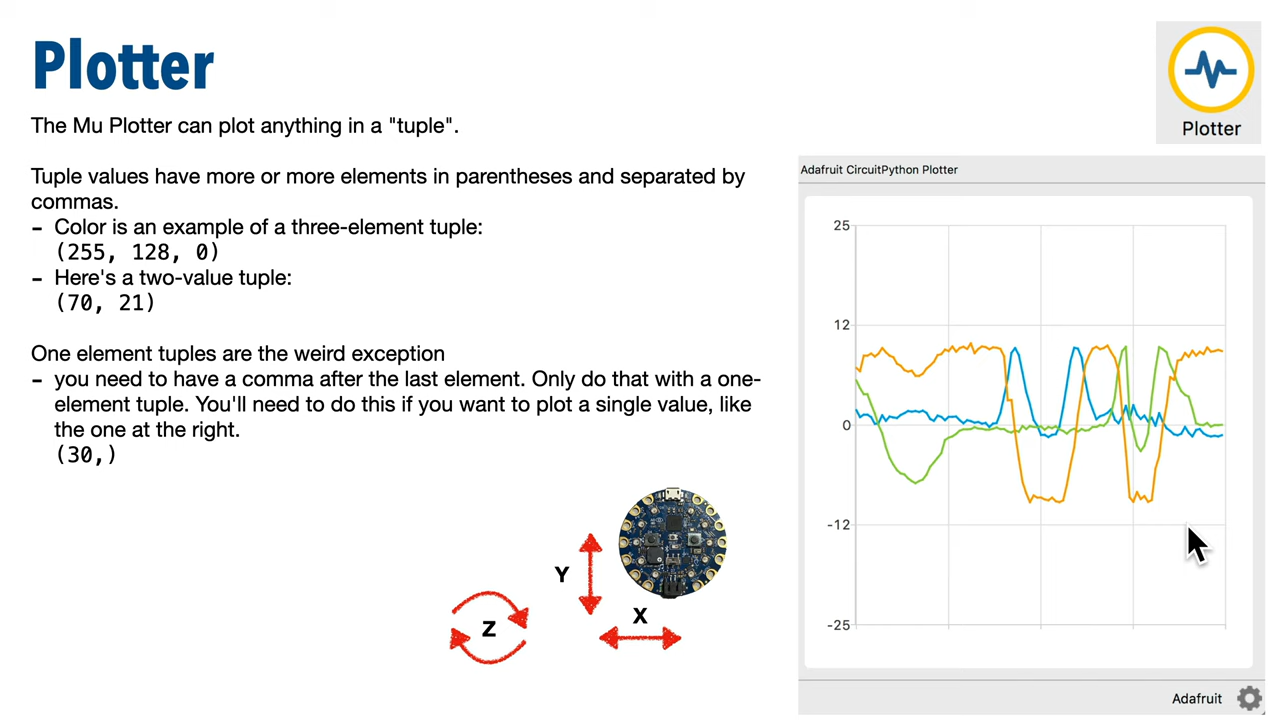 Plotter
Plotter
The Mu Plotter can plot anything in a "tuple".
Tuple values have more or more elements in parentheses and separated by
commas.
- Color is an example of a three-element tuple:
(255, 128, 0)
- Here's a two-value tuple:
(70, 21)
One element tuples are the weird exception
- you need to have a comma after the last element. Only do that with a one-
element tuple. You'll need to do this if you want to plot a single value, like
the one at the right.
(30,)
Y
X
Z
Adafruit CircuitPython Plotter
25
12
0
-12
-25
Adafruit